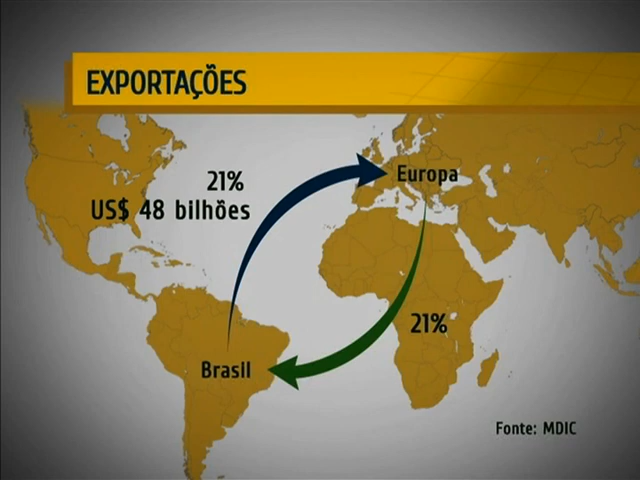 EXPORTAÇÕES
Europa
21%
US$ 48 bilhões
21%
Brasil
Fonte: MDIC